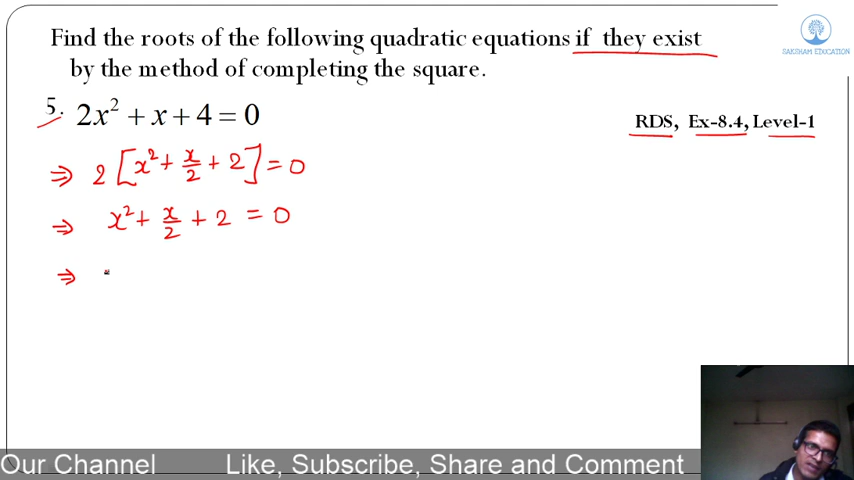 Find the roots of the following quadratic equations if they exist
by the method of completing the square.
SAKSHAM EDUCATION
5. 2x² + x + 4 = 0
RDS, Ex-8.4, Level-1
⇒ 2 [x² + x/2 + 2] = 0
⇒ x² + x/2 + 2 = 0
⇒
Our Channel Like, Subscribe, Share and Comment